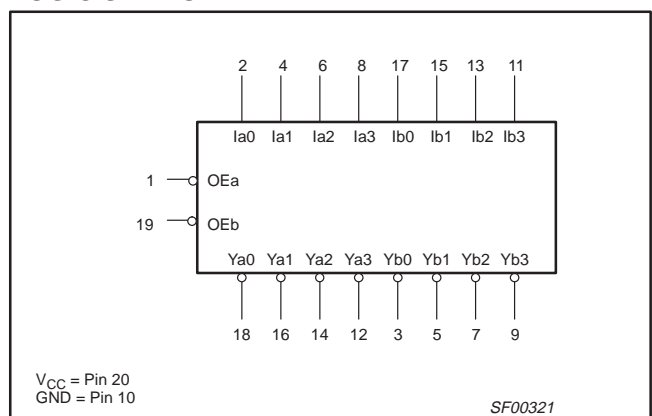 2 4 6 8 17 15 13 11
Ia0 Ia1 Ia2 Ia3 Ib0 Ib1 Ib2 Ib3
1 OEa
19 OEb
Ya0 Ya1 Ya2 Ya3 Yb0 Yb1 Yb2 Yb3
18 16 14 12 3 5 7 9
VCC = Pin 20
GND = Pin 10
SF00321